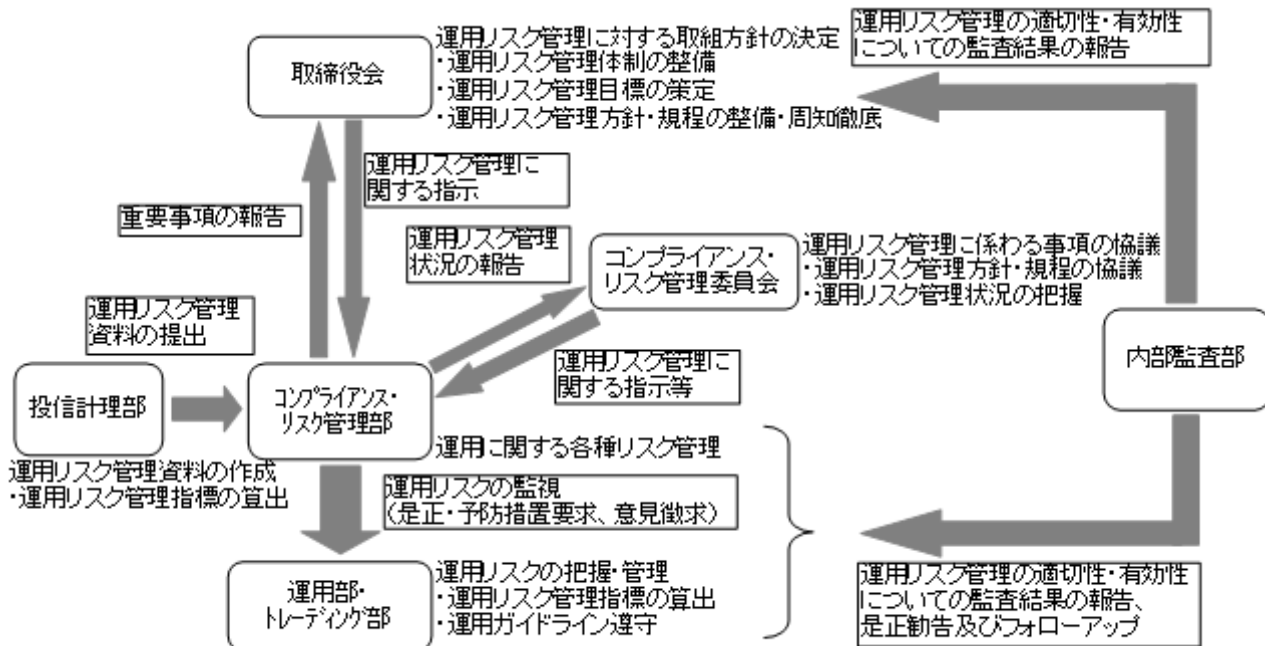 取締役会
運用リスク管理に対する取組方針の決定
・運用リスク管理体制の整備
・運用リスク管理目標の策定
・運用リスク管理方針・規程の整備・周知徹底
運用リスク管理の適切性・有効性
についての監査結果の報告
運用リスク管理に
関する指示
重要事項の報告
運用リスク管理
状況の報告
コンプライアンス・
リスク管理委員会
運用リスク管理に係わる事項の協議
・運用リスク管理方針・規程の協議
・運用リスク管理状況の把握
運用リスク管理
資料の提出
運用リスク管理に
関する指示等
内部監査部
投信計理部
コンプライアンス・
リスク管理部
運用に関する各種リスク管理
運用リスク管理資料の作成
・運用リスク管理指標の算出
運用リスクの監視
(是正・予防措置要求、意見徴求)
運用部・
トレーディング部
運用リスクの把握・管理
・運用リスク管理指標の算出
・運用ガイドライン遵守
運用リスク管理の適切性・有効性
についての監査結果の報告、
是正勧告及びフォローアップ